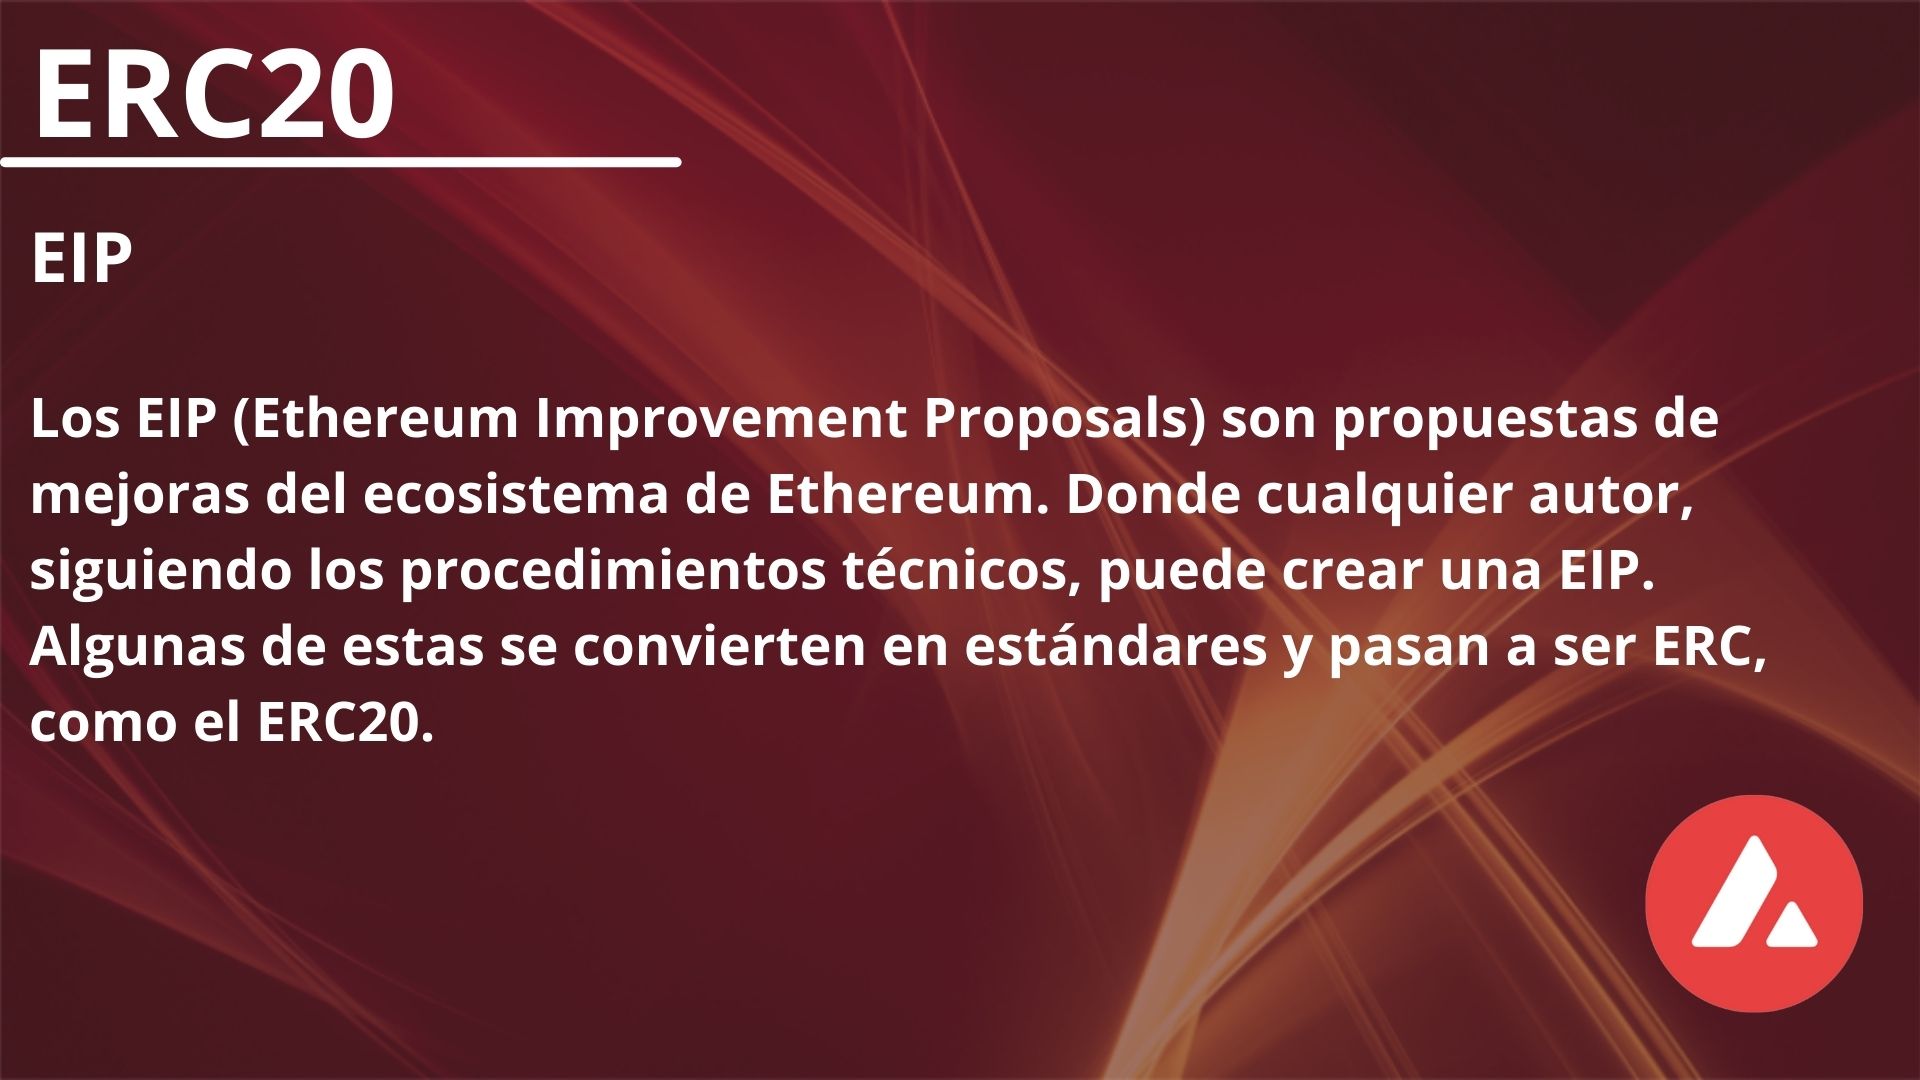 ERC20
EIP
Los EIP (Ethereum Improvement Proposals) son propuestas de
mejoras del ecosistema de Ethereum. Donde cualquier autor,
siguiendo los procedimientos técnicos, puede crear una EIP.
Algunas de estas se convierten en estándares y pasan a ser ERC,
como el ERC20.